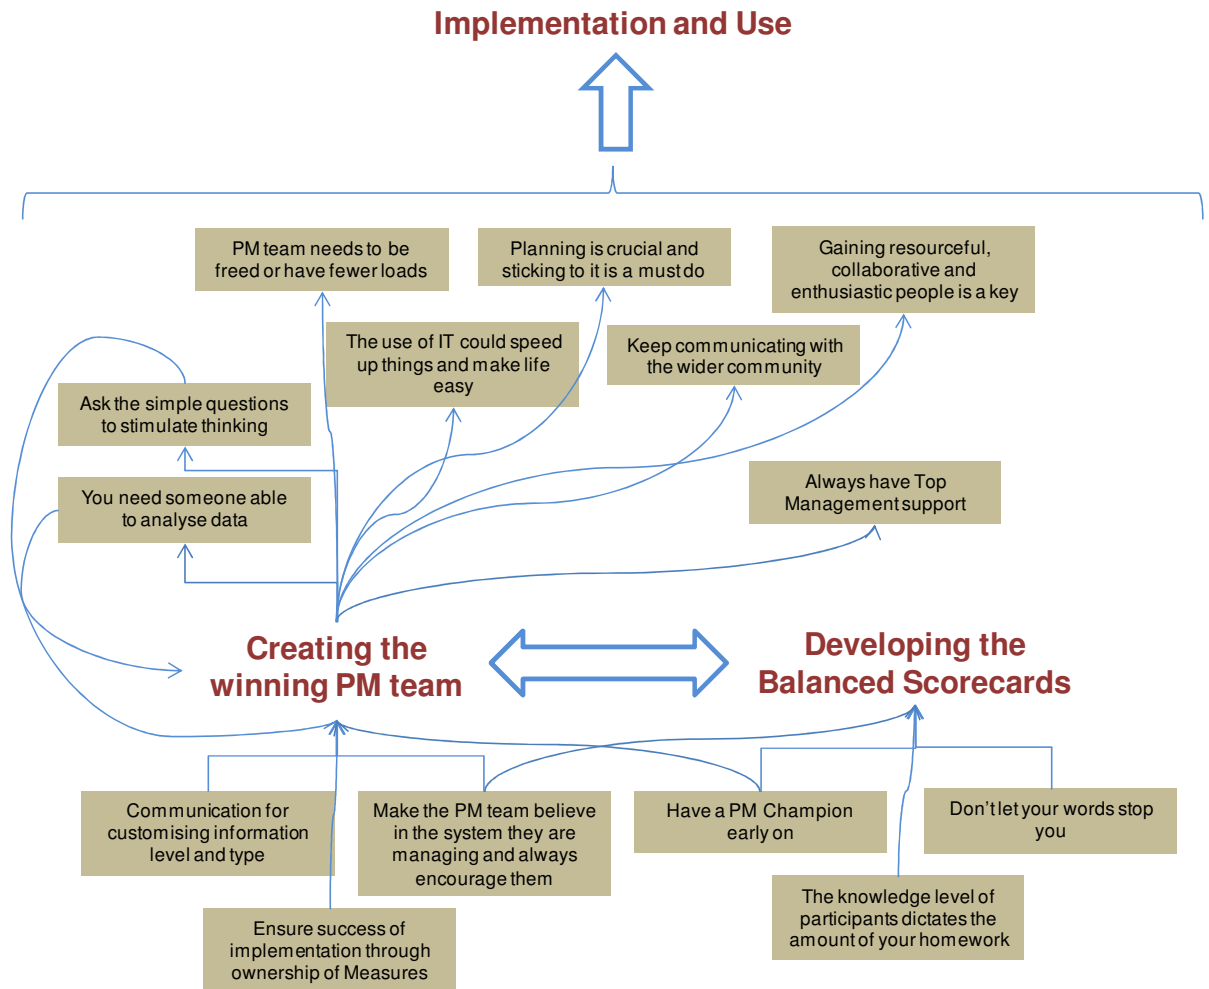 Implementation and Use
PM team needs to be
freed or have fewer loads
Planning is crucial and
sticking to it is a must do
Gaining resourceful,
collaborative and
enthusiastic people is a key
The use of IT could speed
up things and make life
easy
Keep communicating with
the wider community
Ask the simple questions
to stimulate thinking
You need someone able
to analyse data
Always have Top
Management support
Creating the
winning PM team
Developing the
Balanced Scorecards
Communication for
customising information
level and type
Make the PM team believe
in the system they are
managing and always
encourage them
Have a PM Champion
early on
Don't let your words stop
you
Ensure success of
implementation through
ownership of Measures
The knowledge level of
participants dictates the
amount of your homework